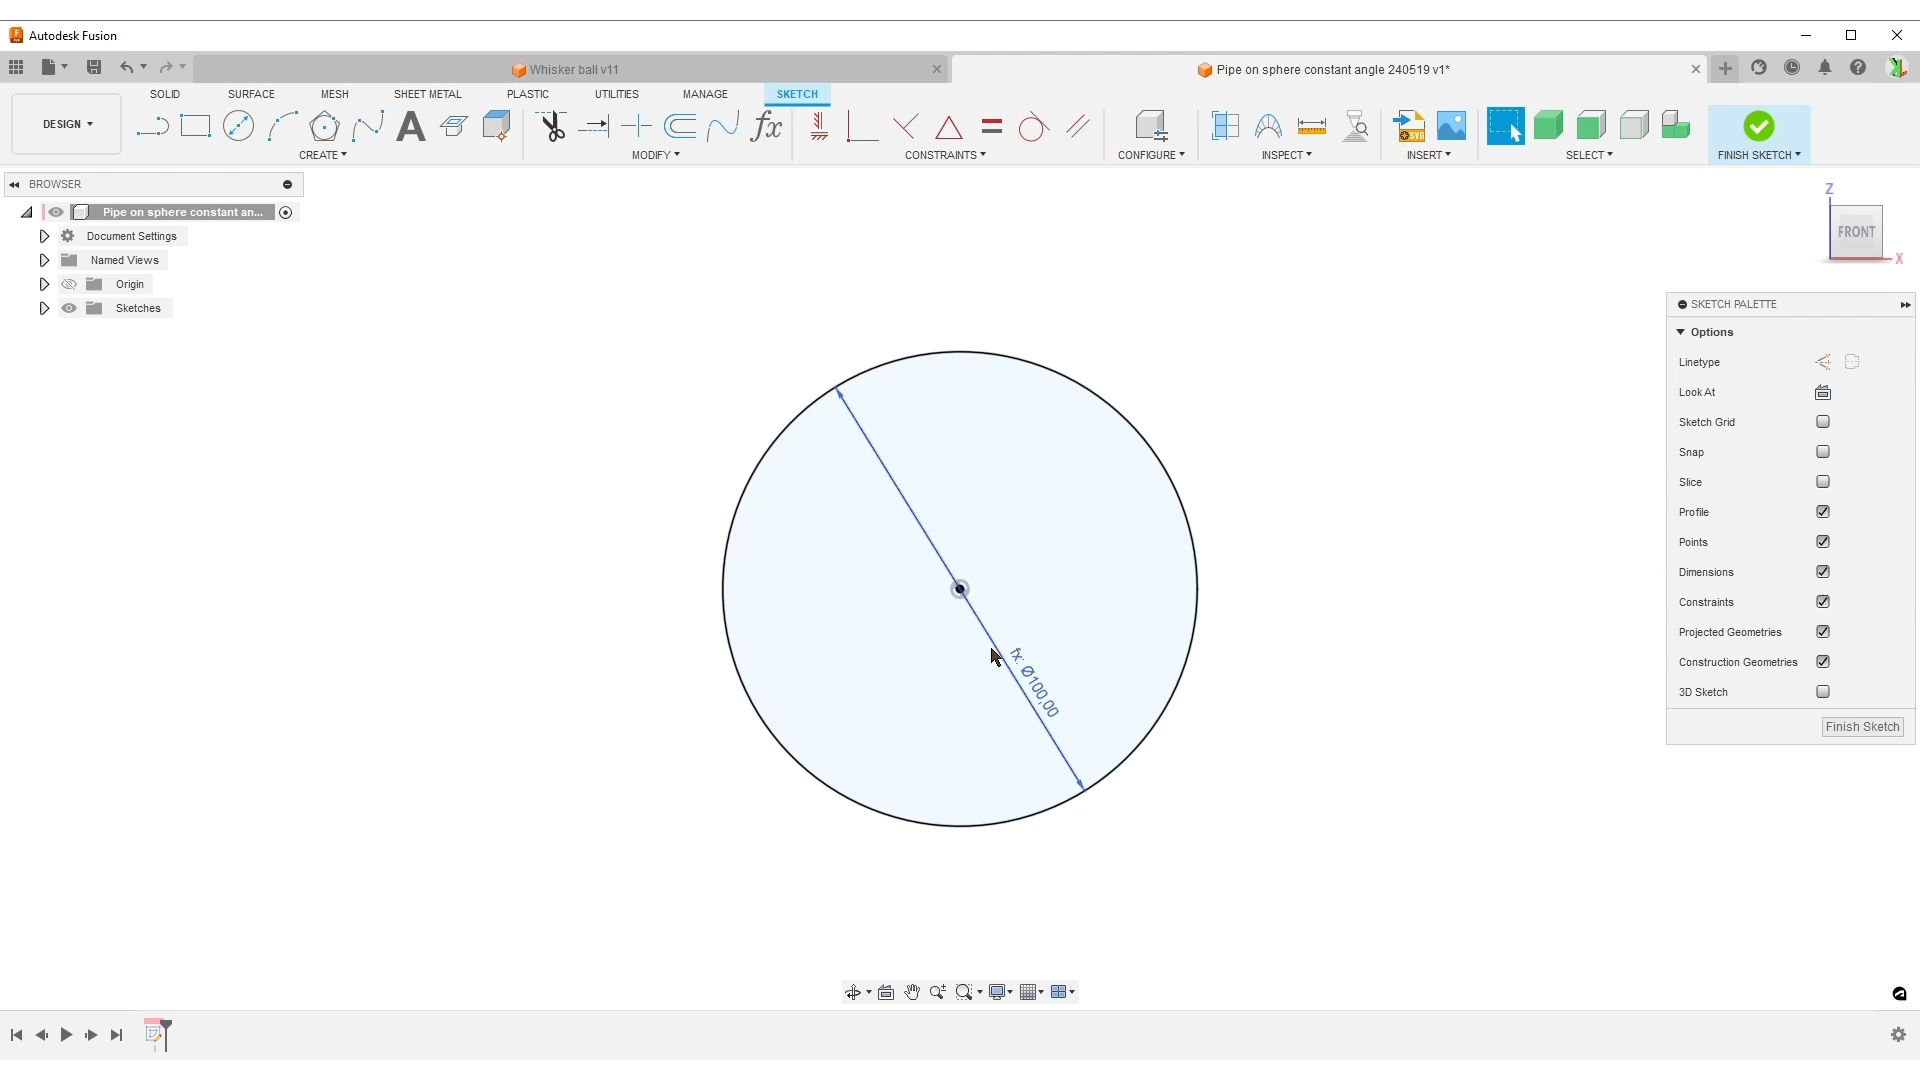 Autodesk Fusion
Whisker ball v11
Pipe on sphere constant angle 240519 v1*
SOLID SURFACE MESH SHEET METAL PLASTIC UTILITIES MANAGE SKETCH
DESIGN
CREATE MODIFY CONSTRAINTS CONFIGURE INSPECT INSERT SELECT FINISH SKETCH
BROWSER
Pipe on sphere constant an...
Document Settings
Named Views
Origin
Sketches
Z
FRONT
X
SKETCH PALETTE
Options
Linetype
Look At
Sketch Grid
Snap
Slice
Profile
Points
Dimensions
Constraints
Projected Geometries
Construction Geometries
3D Sketch
Finish Sketch
fx: Ø100,00